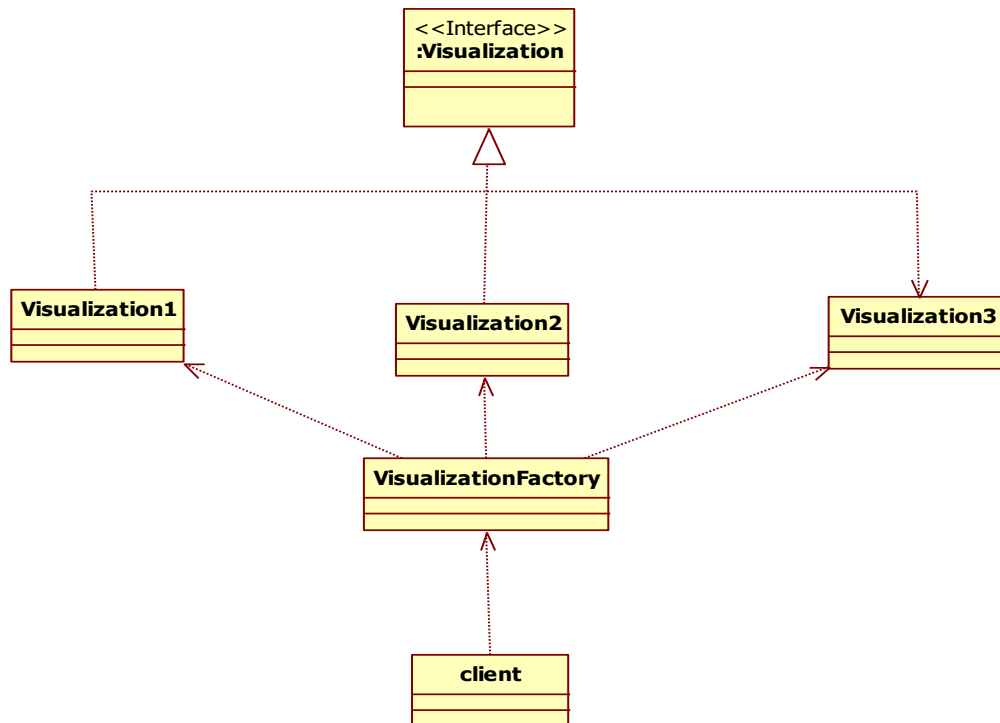 <<Interface>>
:Visualization
Visualization1
Visualization2
Visualization3
VisualizationFactory
client